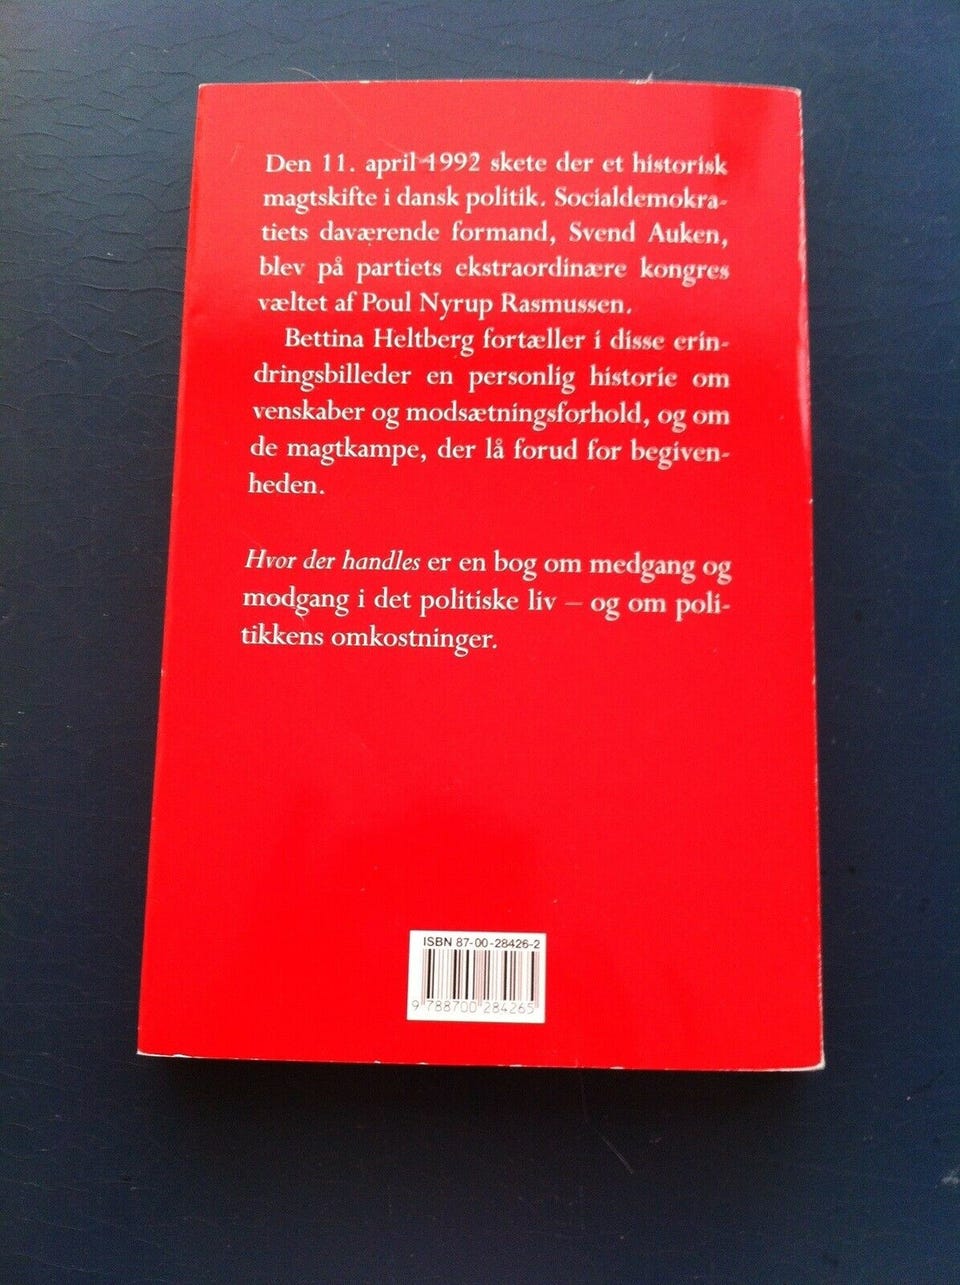 Den 11. april 1992 skete der et historisk
magtskifte i dansk politik. Socialdemokra-
tiets daværende formand, Svend Auken,
blev på partiets ekstraordinære kongres
væltet af Poul Nyrup Rasmussen.
Bettina Heltberg fortæller i disse erin-
dringsbilleder en personlig historie om
venskaber og modsætningsforhold, og om
de magtkampe, der lå forud for begiven-
heden.
Hvor der handles er en bog om medgang og
modgang i det politiske liv – og om poli-
tikkens omkostninger.
ISBN 87-00-28426-2
9 788700 284265